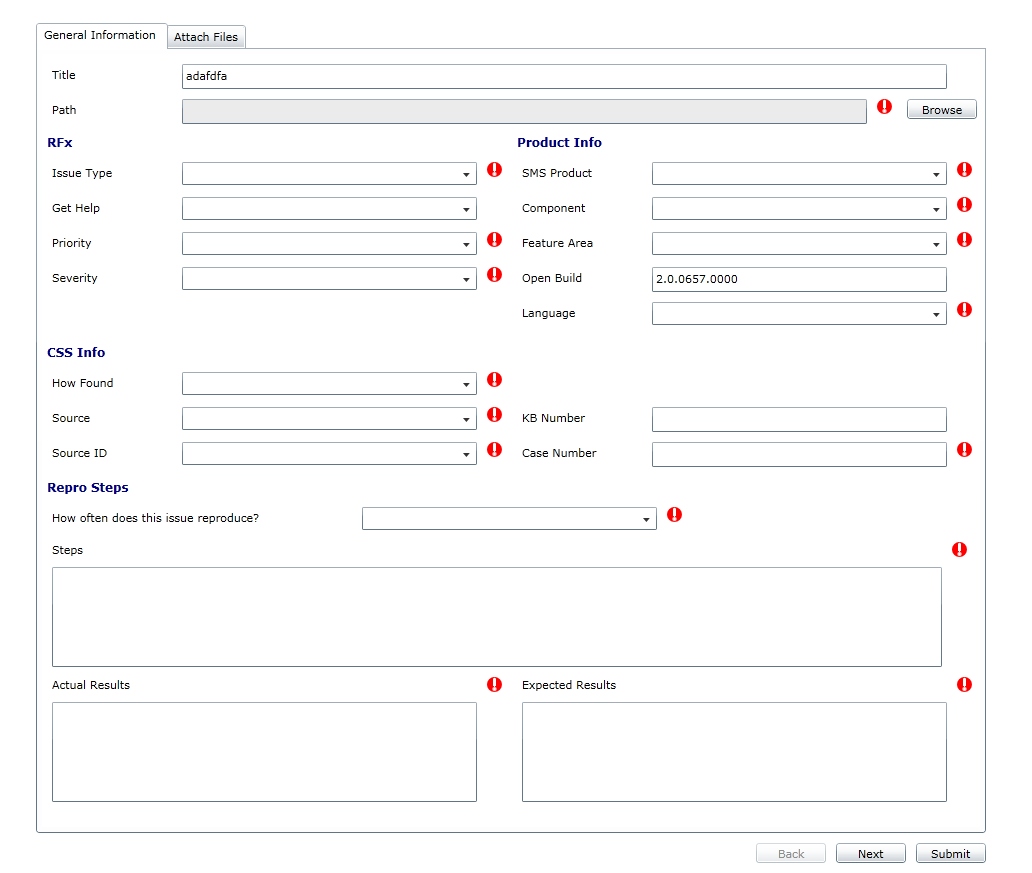 General Information
Attach Files
Title
adafdfa
Path
Browse
RFx
Product Info
Issue Type
SMS Product
Get Help
Component
Priority
Feature Area
Severity
Open Build
2.0.0657.0000
Language
CSS Info
How Found
Source
KB Number
Source ID
Case Number
Repro Steps
How often does this issue reproduce?
Steps
Actual Results
Expected Results
Back
Next
Submit